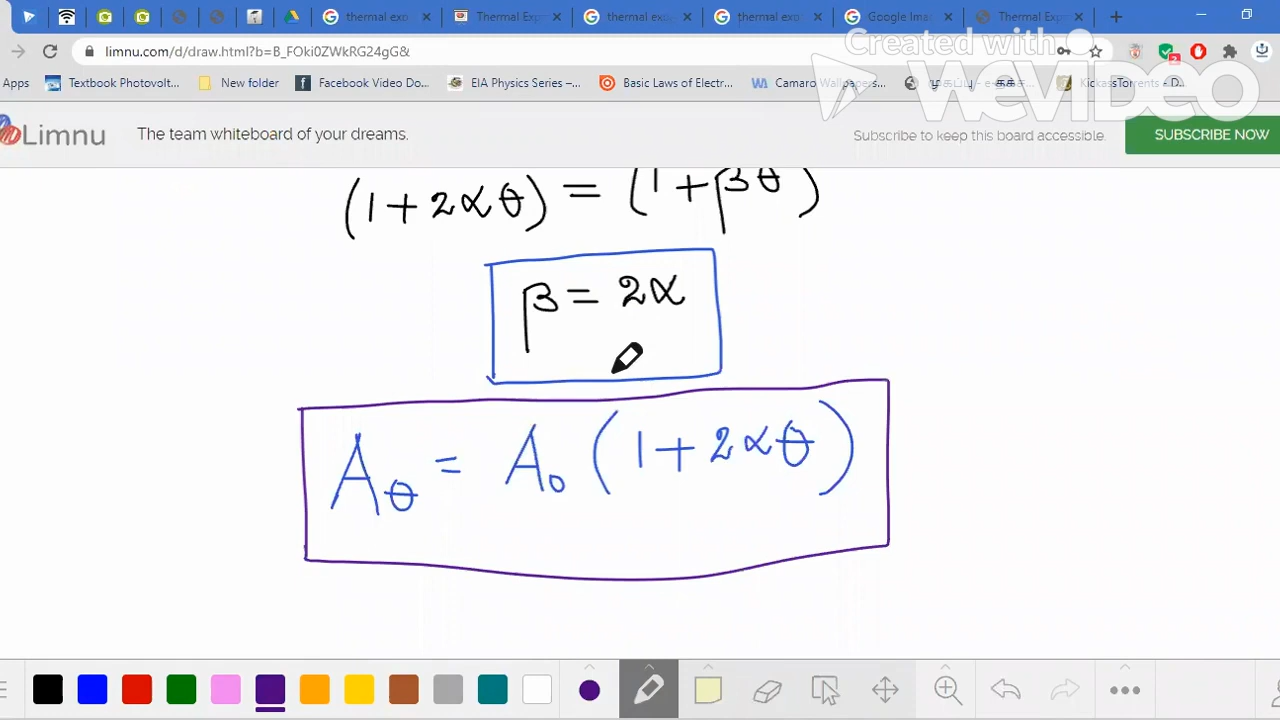 thermal exp
Thermal Exp
thermal exp
thermal exp
Google Ima
Thermal Exp
limnu.com/d/draw.html?b=B_FOki0ZWkRG24gG&
Created with
WEVIDEO
Apps
Textbook Photovolt...
New folder
Facebook Video Do...
EIA Physics Series –...
Basic Laws of Electr...
Camaro Wallpapers...
KickassTorrents
Limnu
The team whiteboard of your dreams.
Subscribe to keep this board accessible.
SUBSCRIBE NOW
(1+2αθ) = (1+βθ)
β = 2α
Aθ = A₀ (1+2αθ)